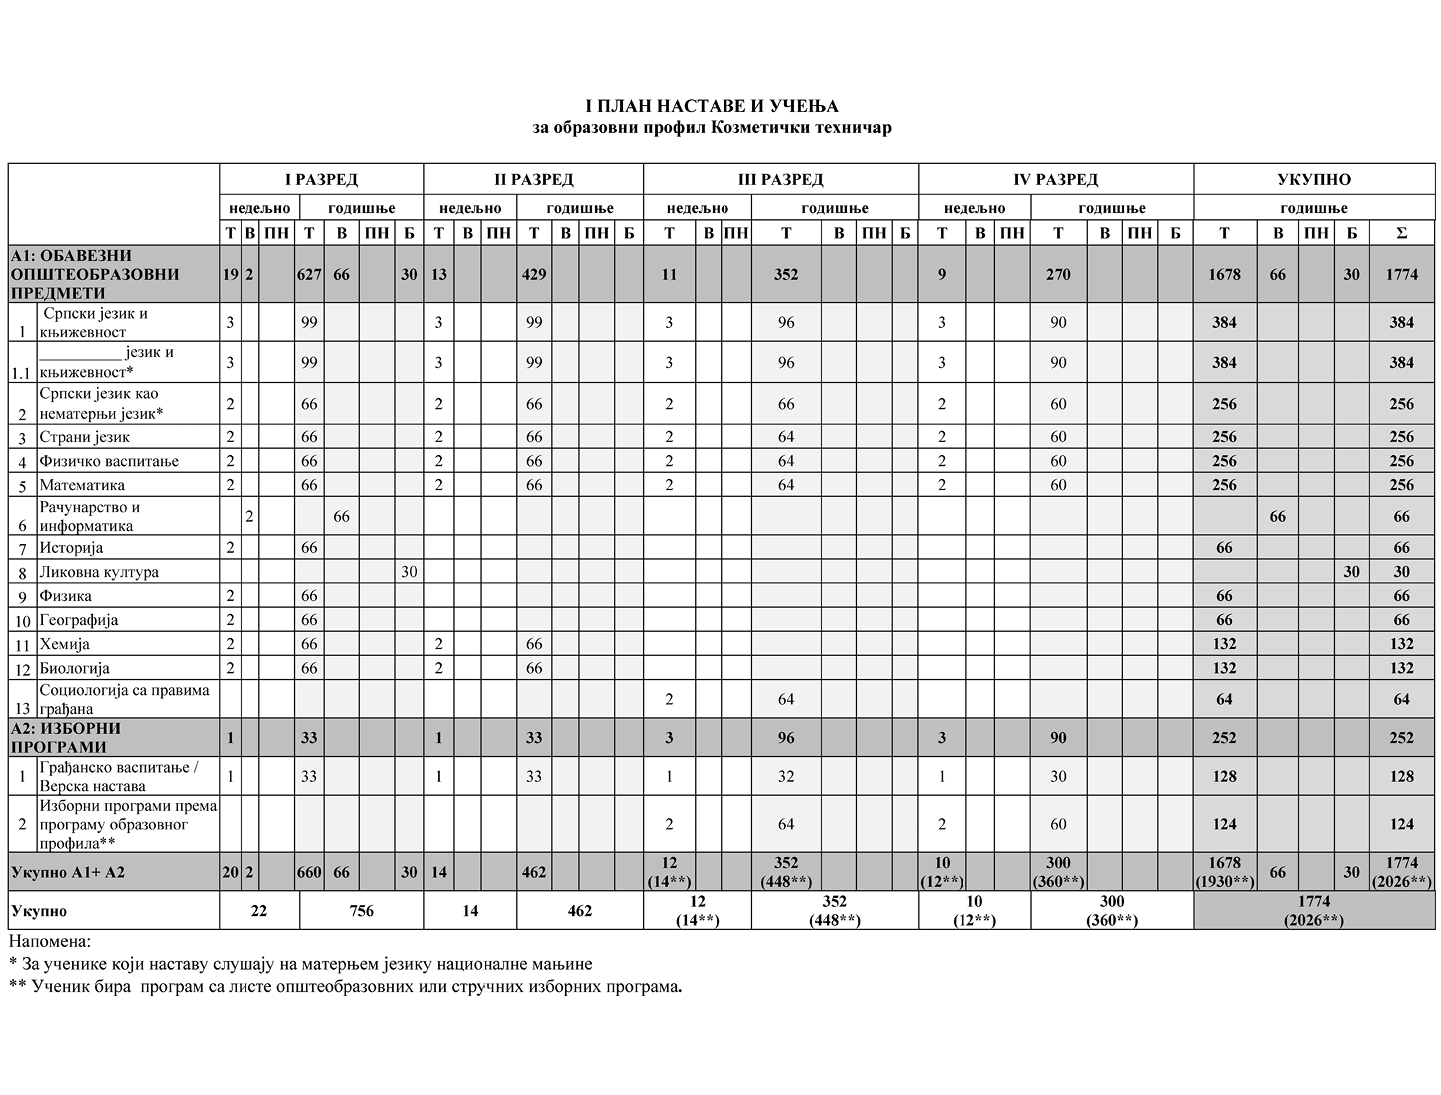 I ПЛАН НАСТАВЕ И УЧЕЊА
за образовни профил Козметички техничар
I РАЗРЕД II РАЗРЕД III РАЗРЕД IV РАЗРЕД УКУПНО
недељно годишње недељно годишње недељно годишње недељно годишње годишње
Т В ПН Т В ПН Б Т В ПН Т В ПН Б Т В ПН Т В ПН Б Т В ПН Т В ПН Б Т В ПН Б Σ
А1: ОБАВЕЗНИ
ОПШТЕОБРАЗОВНИ 19 2 627 66 30 13 429 11 352 9 270 1678 66 30 1774
ПРЕДМЕТИ
Српски језик и
1 књижевност 3 99 3 99 3 96 3 90 384 384
__________ језик и
1.1 књижевност* 3 99 3 99 3 96 3 90 384 384
Српски језик као
2 нематерњи језик* 2 66 2 66 2 66 2 60 256 256
3 Страни језик 2 66 2 66 2 64 2 60 256 256
4 Физичко васпитање 2 66 2 66 2 64 2 60 256 256
5 Математика 2 66 2 66 2 64 2 60 256 256
Рачунарство и
6 информатика 2 66 66 66
7 Историја 2 66 66 66
8 Ликовна култура 30 30 30
9 Физика 2 66 66 66
10 Географија 2 66 66 66
11 Хемија 2 66 2 66 132 132
12 Биологија 2 66 2 66 132 132
Социологија са правима
13 грађана 2 64 64 64
А2: ИЗБОРНИ
ПРОГРАМИ 1 33 1 33 3 96 3 90 252 252
Грађанско васпитање /
1 Верска настава 1 33 1 33 1 32 1 30 128 128
Изборни програми према
2 програму образовног 2 64 2 60 124 124
профила**
Укупно А1+ А2 20 2 660 66 30 14 462 12 352 10 300 1678 66 30 1774
(14**) (448**) (12**) (360**) (1930**) (2026**)
Укупно 22 756 14 462 12 352 10 300 1774
(14**) (448**) (12**) (360**) (2026**)
Напомена:
* За ученике који наставу слушају на матерњем језику националне мањине
** Ученик бира програм са листе општеобразовних или стручних изборних програма.